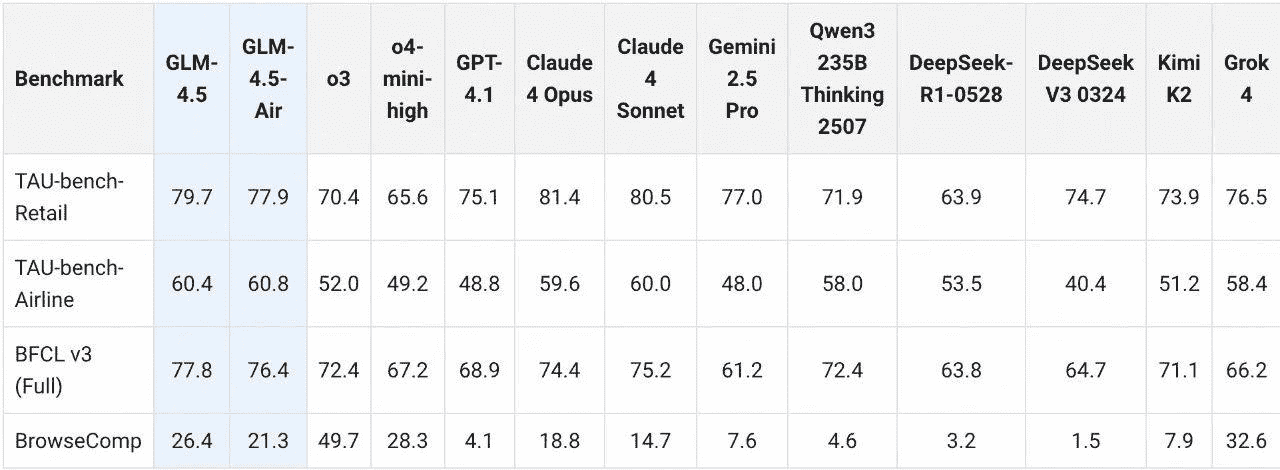 Benchmark GLM-4.5 GLM-4.5-Air o3 o4-mini-high GPT-4.1 Claude 4 Opus Claude 4 Sonnet Gemini 2.5 Pro Qwen3 235B Thinking 2507 DeepSeek-R1-0528 DeepSeek V3 0324 Kimi K2 Grok 4
TAU-bench-Retail 79.7 77.9 70.4 65.6 75.1 81.4 80.5 77.0 71.9 63.9 74.7 73.9 76.5
TAU-bench-Airline 60.4 60.8 52.0 49.2 48.8 59.6 60.0 48.0 58.0 53.5 40.4 51.2 58.4
BFCL v3 (Full) 77.8 76.4 72.4 67.2 68.9 74.4 75.2 61.2 72.4 63.8 64.7 71.1 66.2
BrowseComp 26.4 21.3 49.7 28.3 4.1 18.8 14.7 7.6 4.6 3.2 1.5 7.9 32.6